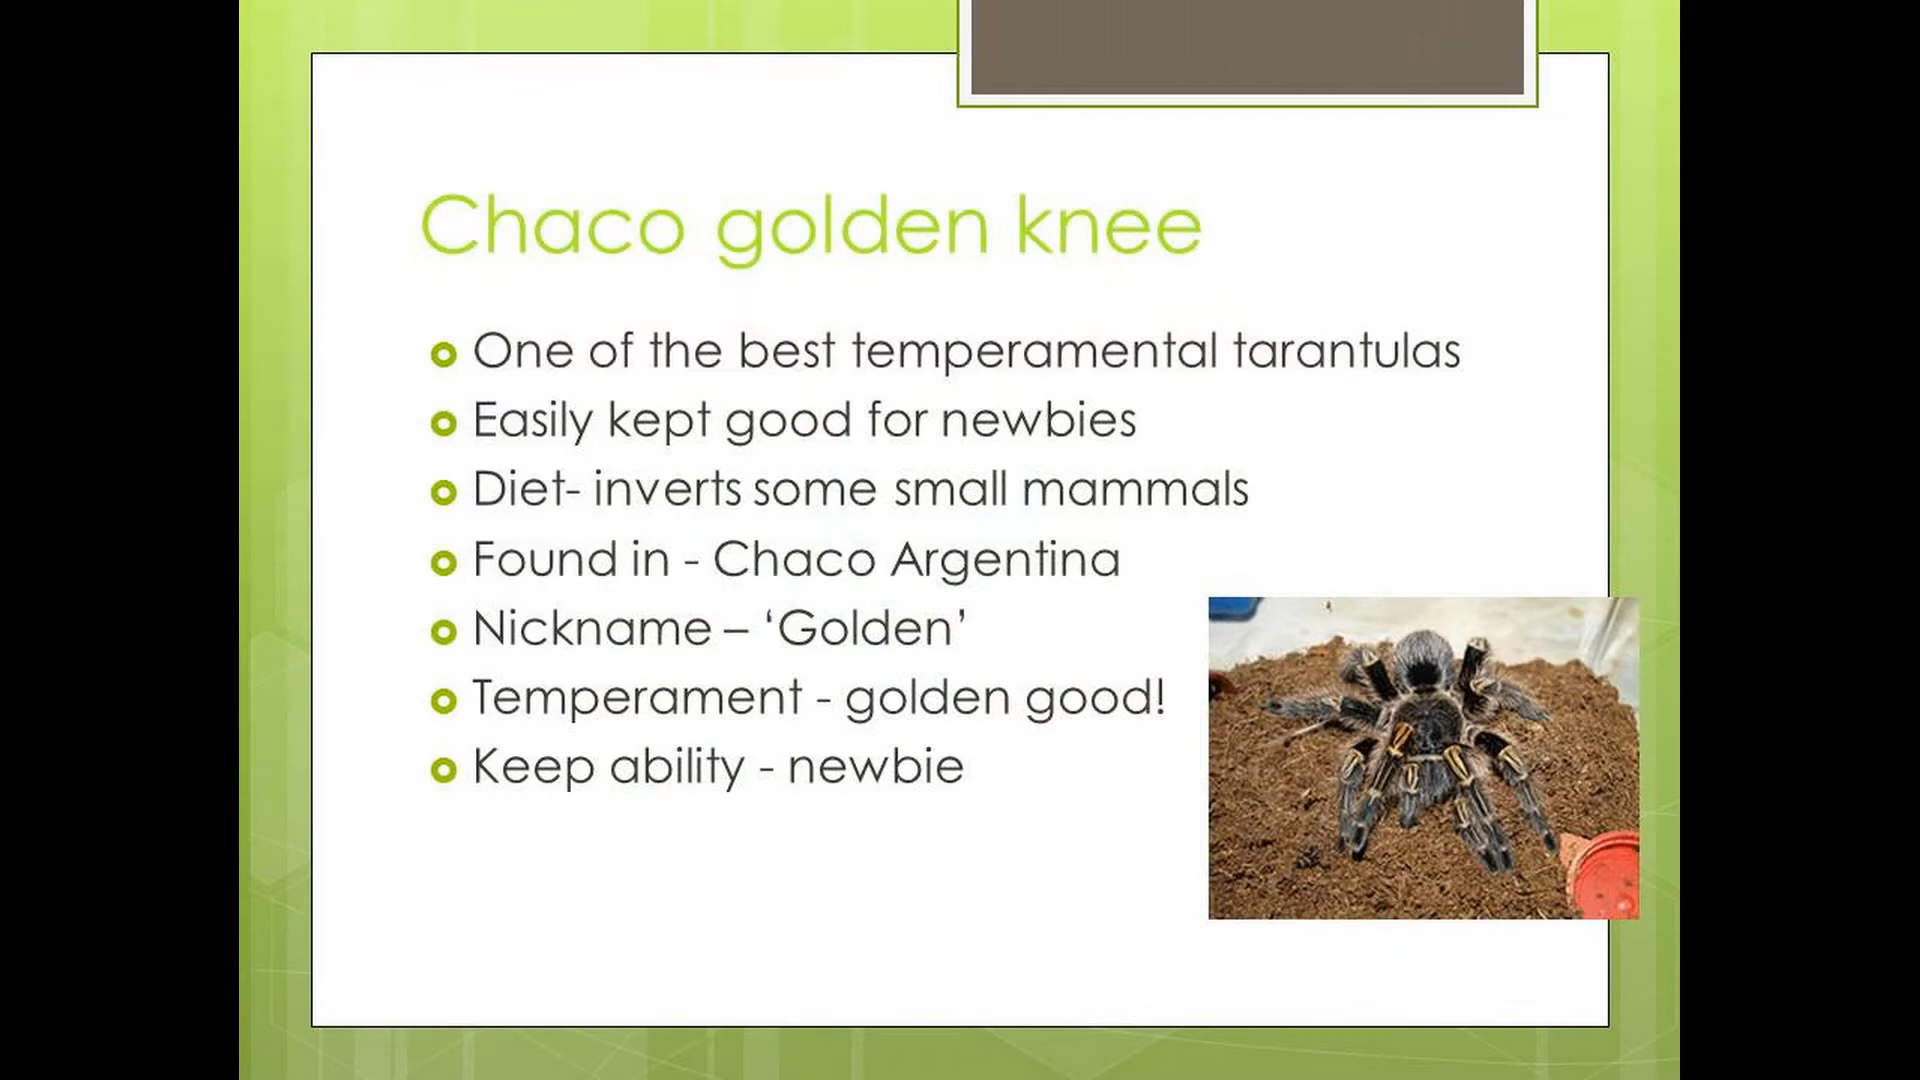 Chaco golden knee
One of the best temperamental tarantulas
Easily kept good for newbies
Diet- inverts some small mammals
Found in - Chaco Argentina
Nickname – ‘Golden’
Temperament - golden good!
Keep ability - newbie